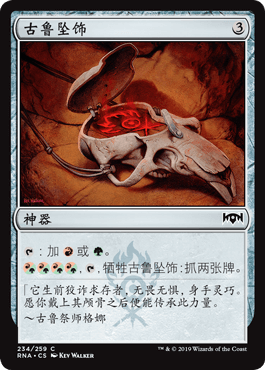 古鲁坠饰 3
神器
：加或。
，，牺牲古鲁坠饰：抓两张牌。
「它生前狡诈求存者，无畏无惧，身手灵巧。
愿你戴上其颅骨之后便能传承此力量。」
～古鲁祭师格娜
234/259 C
RNA • CS KEY WALKER
™ & © 2019 Wizards of the Coast